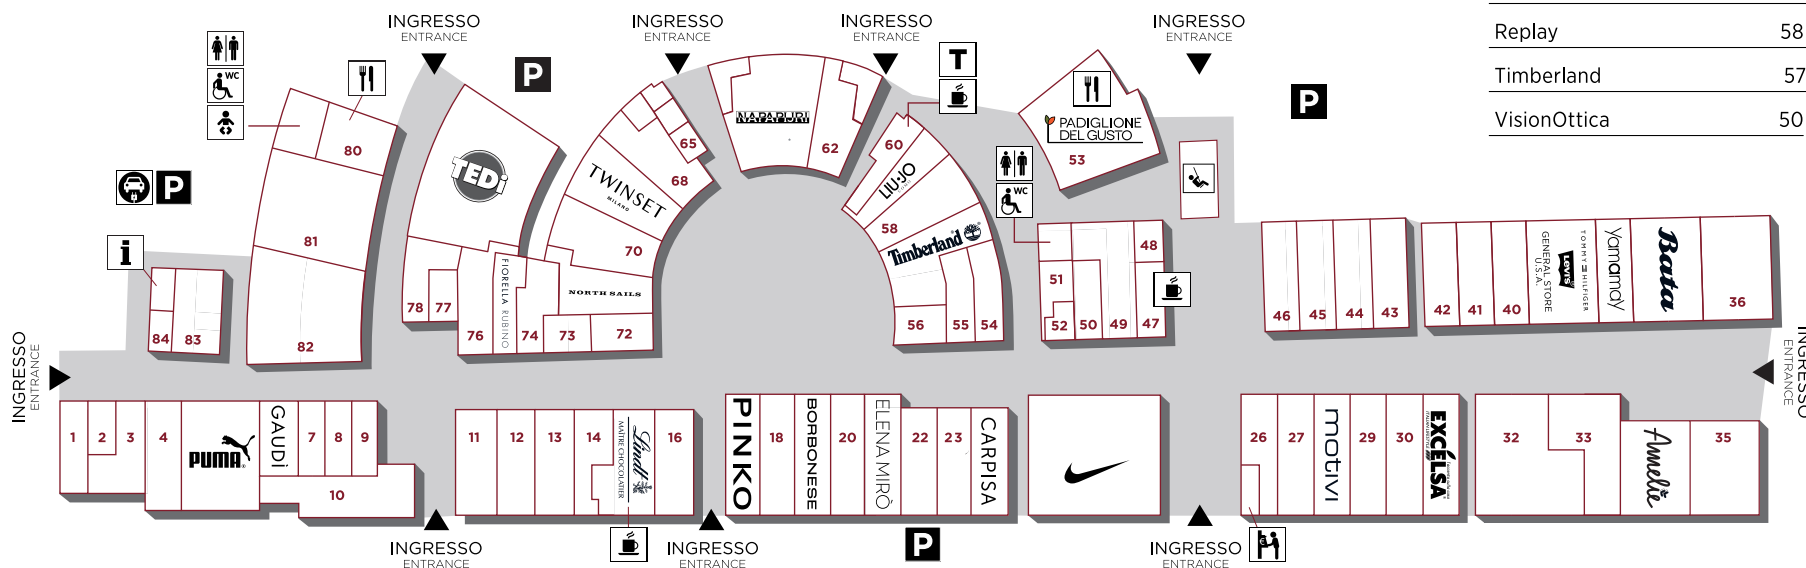 INGRESSO
ENTRANCE
INGRESSO
ENTRANCE
INGRESSO
ENTRANCE
INGRESSO
ENTRANCE
Replay 58
Timberland 57
VisionOttica 50
P
T
P
WC
80
TEDI
NAPAPIJRI
62
65
60
PADIGLIONE
DEL GUSTO
53
TWINSET
MILANO
68
LIU·JO
WC
P
81
70
58
Timberland
48
i
78
77
FIORELLA RUBINO
NORTH SAILS
51
GENERAL STORE
U.S.A.
Levi's
TOMMY HILFIGER
Yamamay
Bata
36
84
83
82
76
74
73
72
56
55
54
52
50
49
47
46
45
44
43
42
41
40
INGRESSO
ENTRANCE
INGRESSO
ENTRANCE
1
2
3
4
PUMA
GAUDÌ
7
8
9
10
11
12
13
14
Lindt
MAÎTRE CHOCOLATIER
16
PINKO
18
BORBONESE
20
ELENA MIRÒ
22
23
CARPISA
26
27
motivi
29
30
EXCÉLSA
32
33
Amélie
35
INGRESSO
ENTRANCE
INGRESSO
ENTRANCE
P
INGRESSO
ENTRANCE